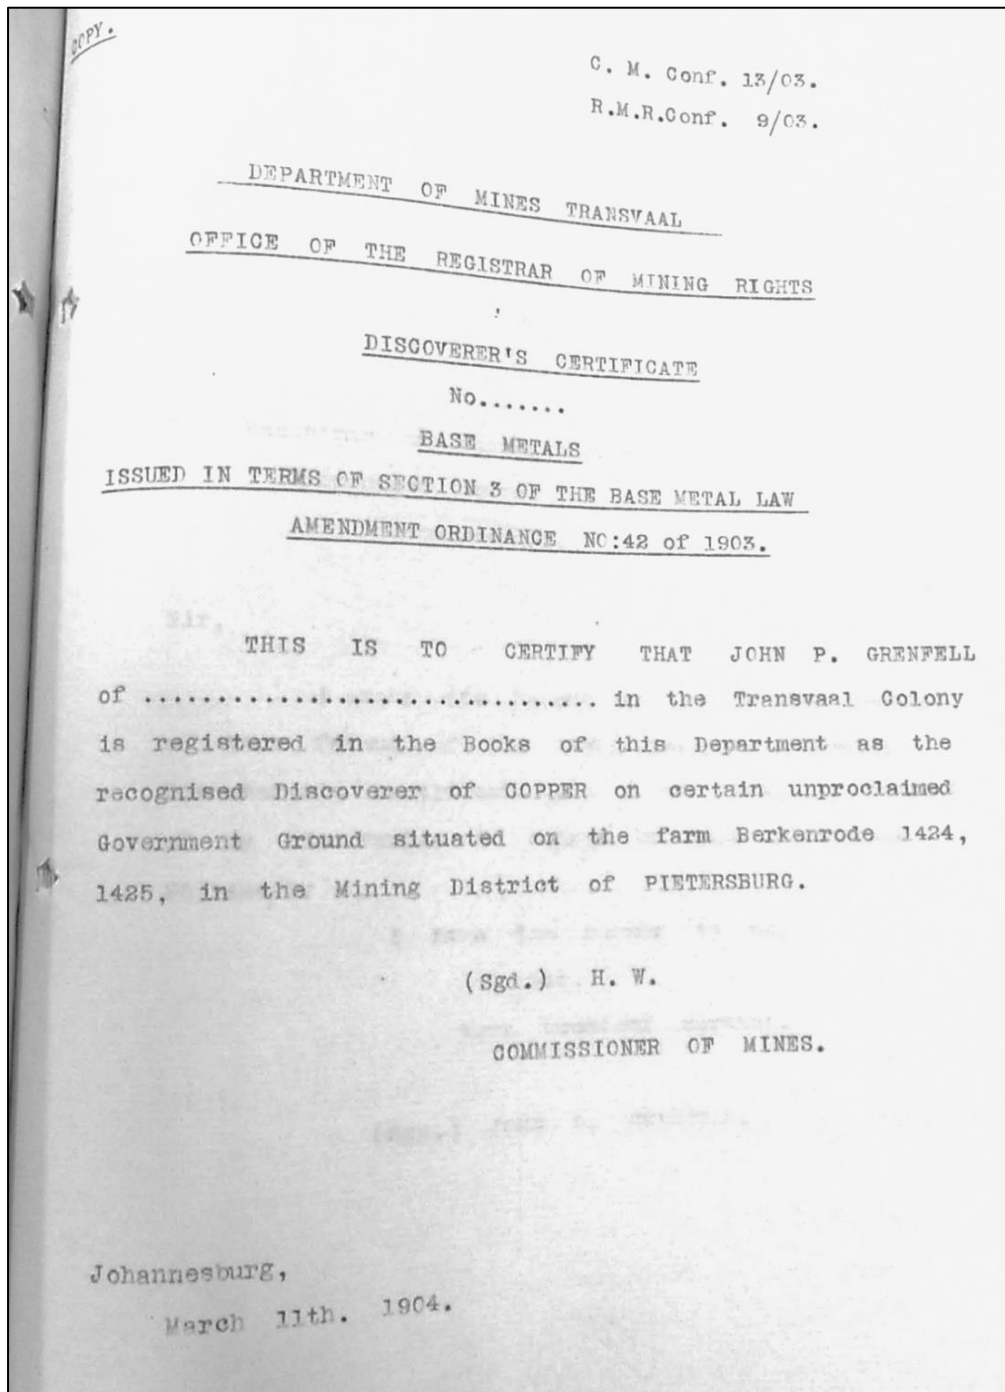 COPY.
C. M. Conf. 13/03.
R.M.R.Conf. 9/03.
DEPARTMENT OF MINES TRANSVAAL
OFFICE OF THE REGISTRAR OF MINING RIGHTS
DISCOVERER'S CERTIFICATE
No.......
BASE METALS
ISSUED IN TERMS OF SECTION 3 OF THE BASE METAL LAW
AMENDMENT ORDINANCE NO:42 of 1903.
Sir,
THIS IS TO CERTIFY THAT JOHN P. GRENFELL
of ................................ in the Transvaal Colony
is registered in the Books of this Department as the
recognised Discoverer of COPPER on certain unproclaimed
Government Ground situated on the farm Berkenrode 1424,
1425, in the Mining District of PIETERSBURG.
(Sgd.) H. W.
COMMISSIONER OF MINES.
Johannesburg,
March 11th. 1904.